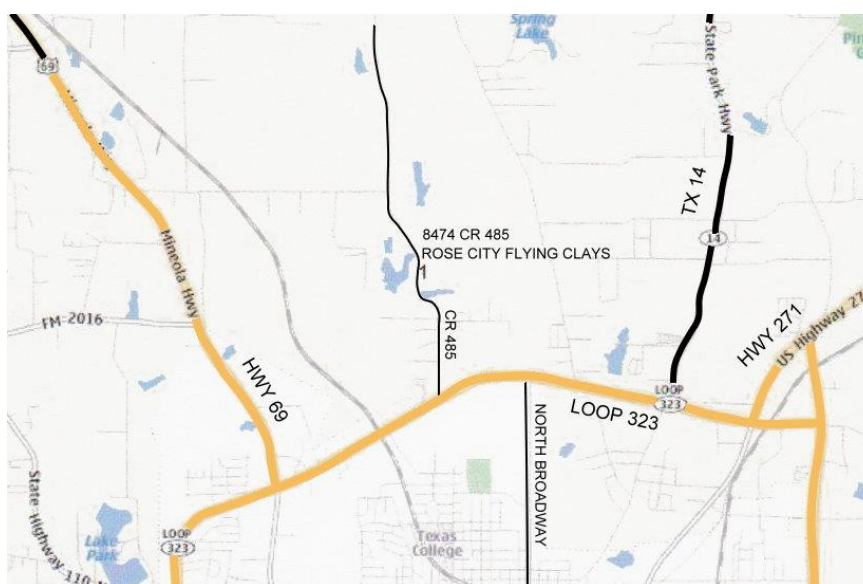 Spring
Lake
69
State Park Hwy
TX 14
14
8474 CR 485
ROSE CITY FLYING CLAYS
1
Mineola Hwy
CR 485
FM 2016
HWY 69
HWY 271
US Highway 27
LOOP
323
LOOP 323
NORTH BROADWAY
State Highway 110
Lake
Park
LOOP
323
Texas
College